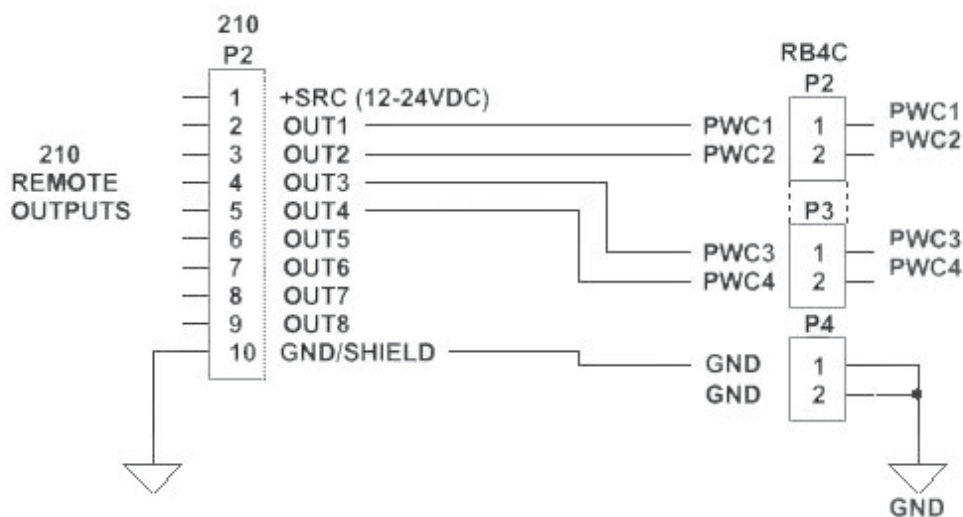 210
P2
210
REMOTE
OUTPUTS
1 +SRC (12-24VDC)
2 OUT1
3 OUT2
4 OUT3
5 OUT4
6 OUT5
7 OUT6
8 OUT7
9 OUT8
10 GND/SHIELD
RB4C
P2
PWC1 1 PWC1
PWC2 2 PWC2
P3
PWC3 1 PWC3
PWC4 2 PWC4
P4
GND 1
GND 2
GND